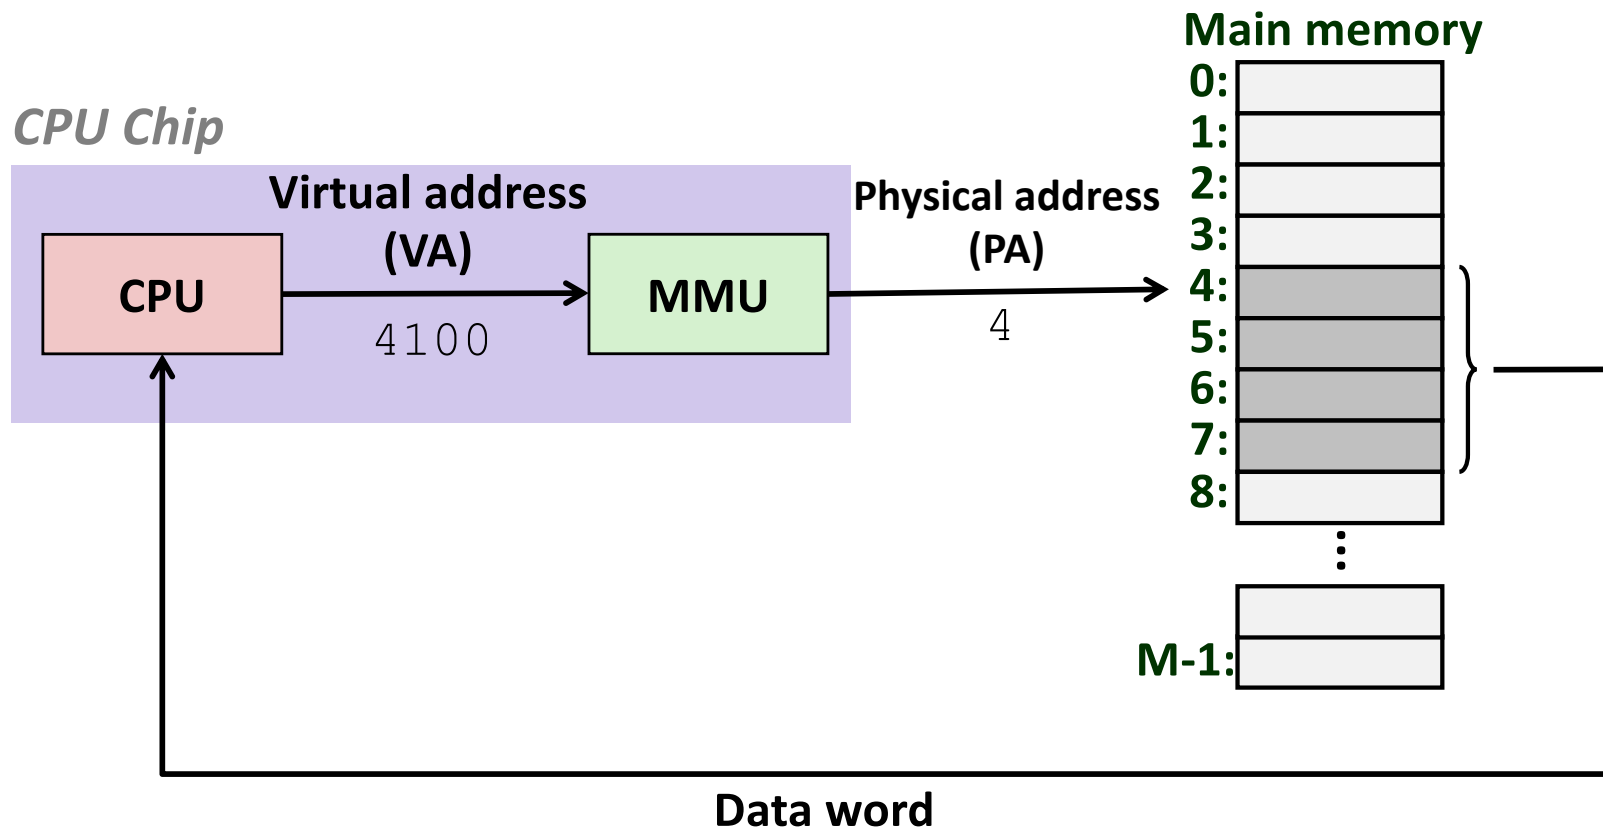 Main memory
CPU Chip
Virtual address
(VA)
Physical address
(PA)
CPU
MMU
4100
4
0:
1:
2:
3:
4:
5:
6:
7:
8:
M-1:
Data word